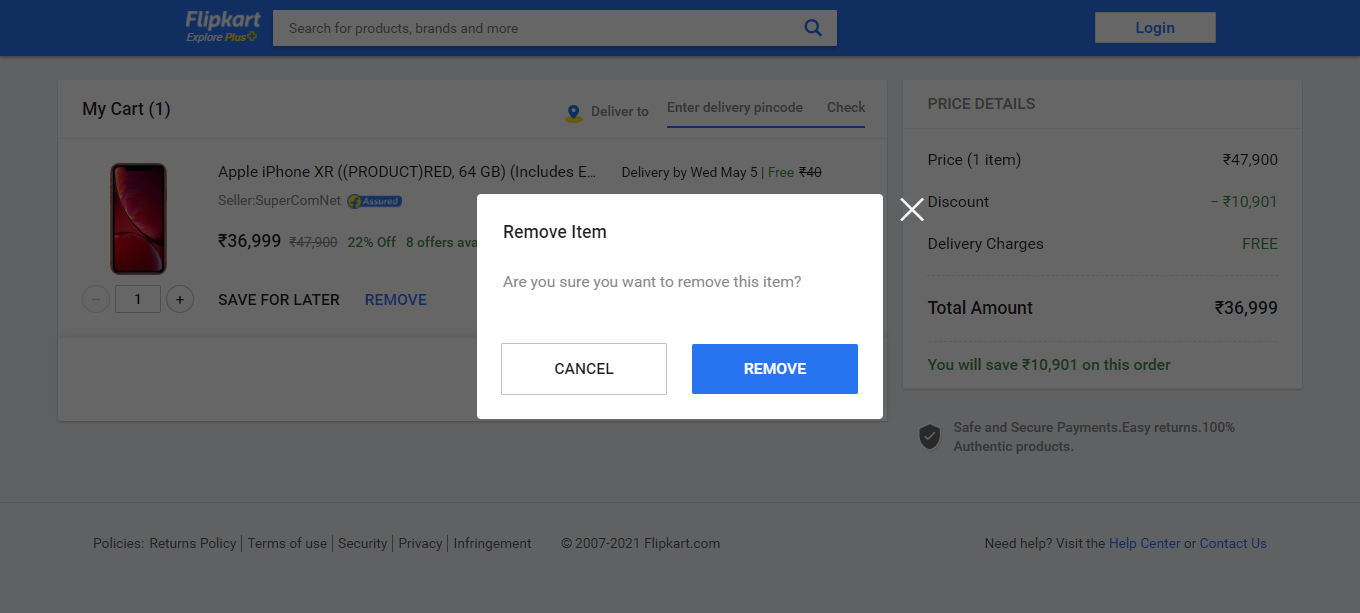 Flipkart
Explore Plus
Search for products, brands and more
Login
My Cart (1)
Deliver to
Enter delivery pincode
Check
Apple iPhone XR ((PRODUCT)RED, 64 GB) (Includes E...
Delivery by Wed May 5 | Free ₹40
Seller:SuperComNet
Assured
₹36,999 ₹47,900 22% Off 8 offers ava
1
+
SAVE FOR LATER
REMOVE
Remove Item
Are you sure you want to remove this item?
CANCEL
REMOVE
PRICE DETAILS
Price (1 item) ₹47,900
Discount − ₹10,901
Delivery Charges FREE
Total Amount ₹36,999
You will save ₹10,901 on this order
Safe and Secure Payments.Easy returns.100%
Authentic products.
Policies: Returns Policy | Terms of use | Security | Privacy | Infringement
© 2007-2021 Flipkart.com
Need help? Visit the Help Center or Contact Us